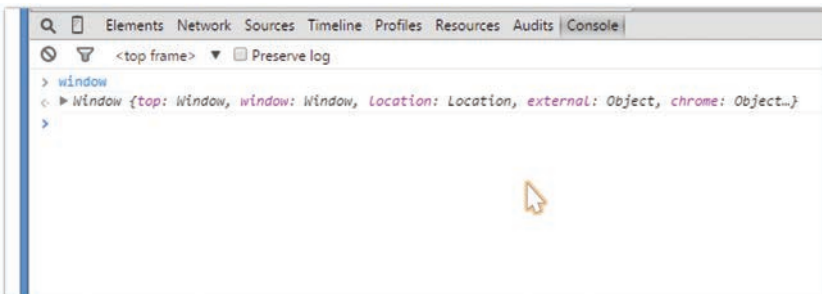 Elements Network Sources Timeline Profiles Resources Audits Console
<top frame> ▼ Preserve log
> window
Window {top: Window, window: Window, location: Location, external: Object, chrome: Object…}
>